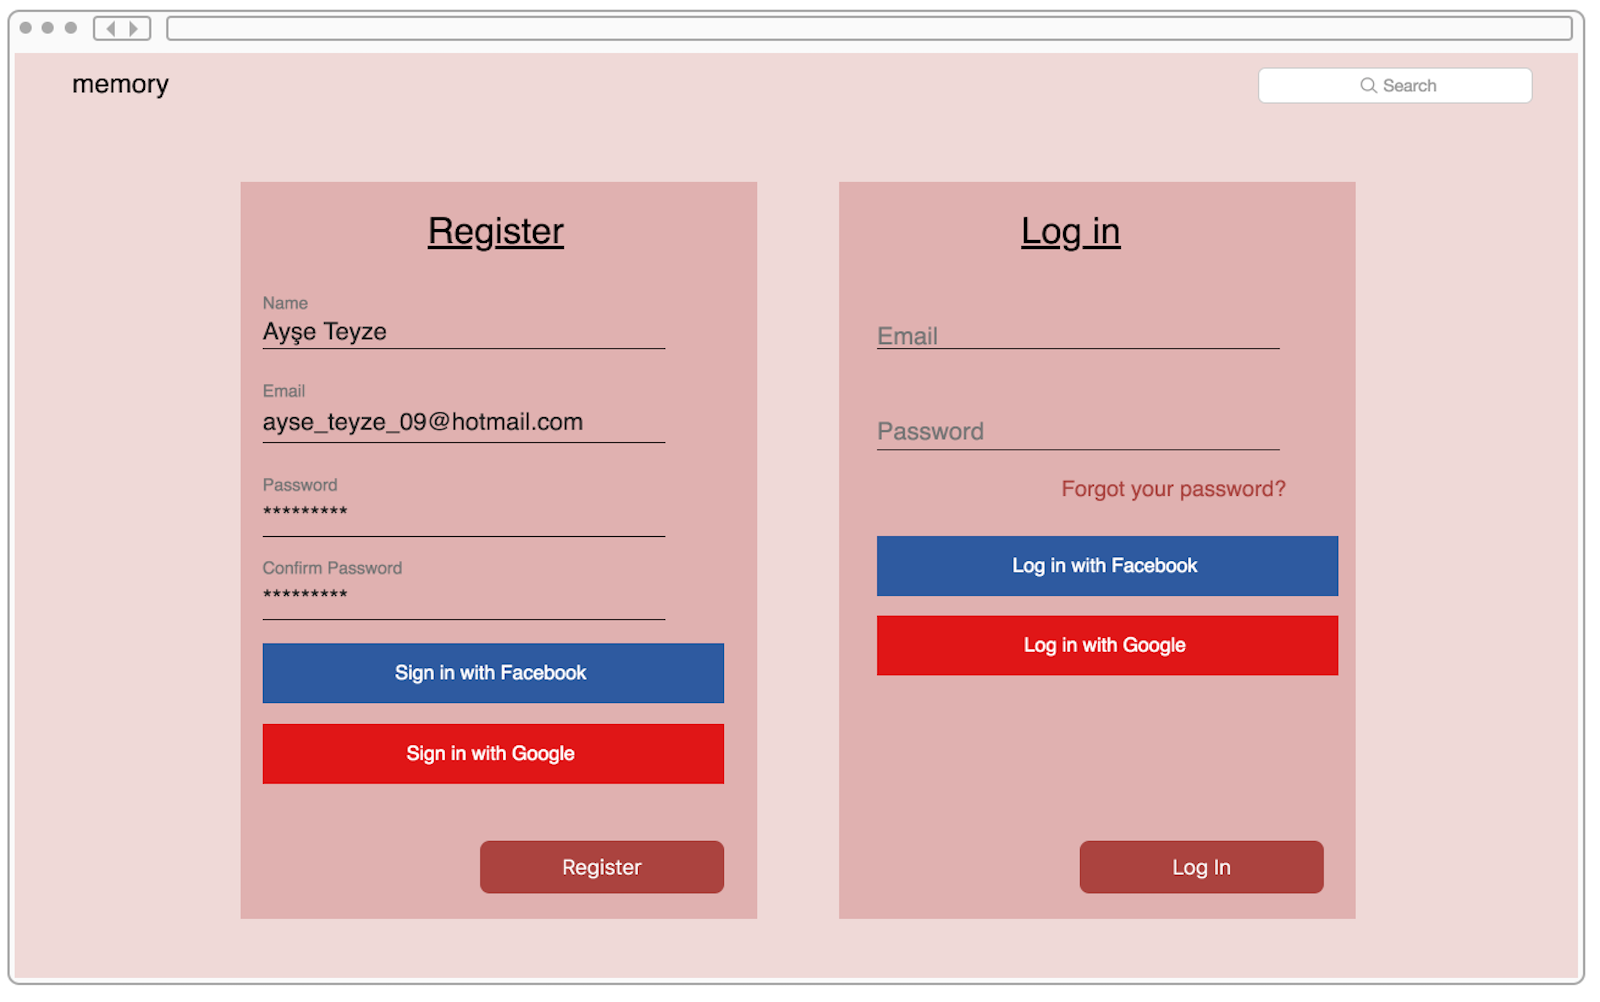 memory
Search
Register
Name
Ayşe Teyze
Email
ayse_teyze_09@hotmail.com
Password
*********
Confirm Password
*********
Sign in with Facebook
Sign in with Google
Register
Log in
Email
Password
Forgot your password?
Log in with Facebook
Log in with Google
Log In